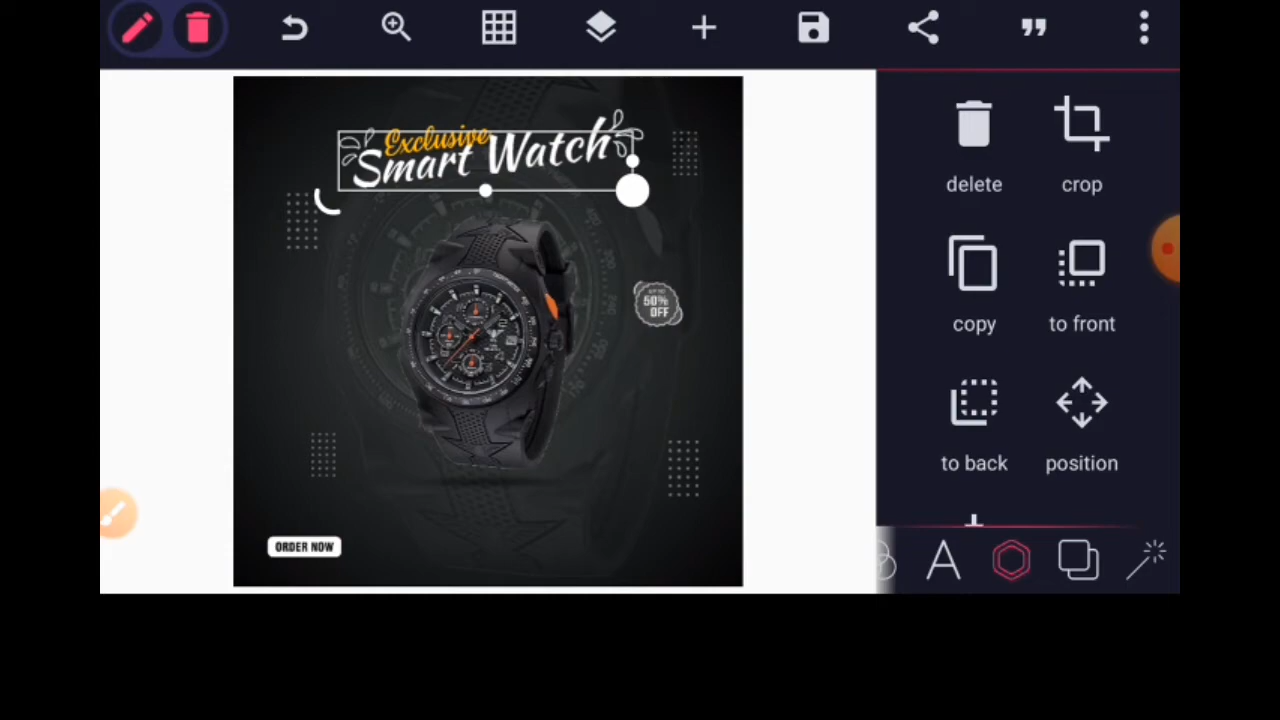 Exclusive
Smart Watch
50%
OFF
ORDER NOW
delete
crop
copy
to front
to back
position